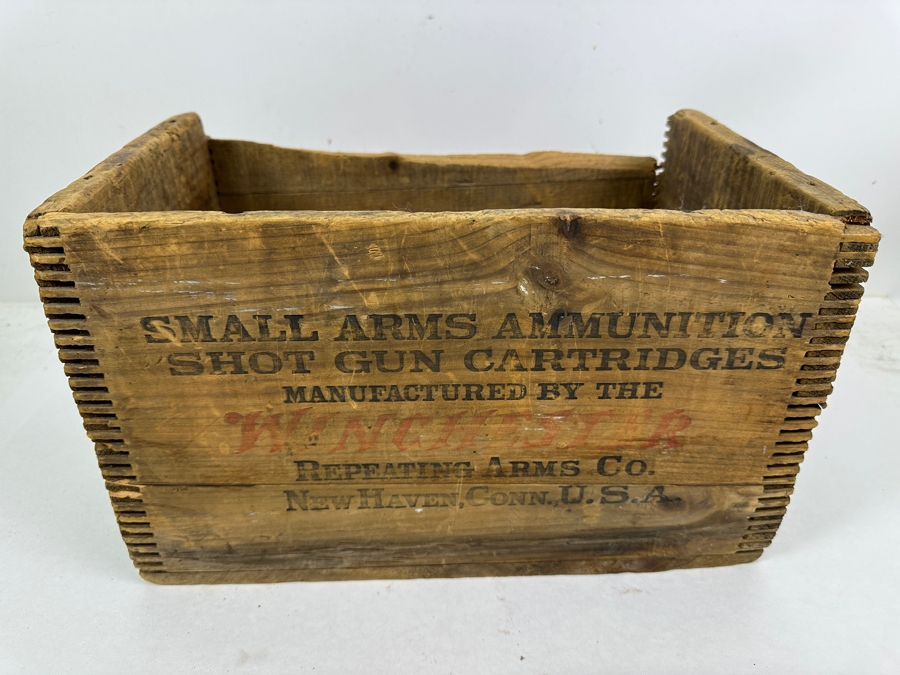 SMALL ARMS AMMUNITION
SHOT GUN CARTRIDGES
MANUFACTURED BY THE
WINCHESTER
REPEATING ARMS CO.
NEW HAVEN, CONN., U.S.A.